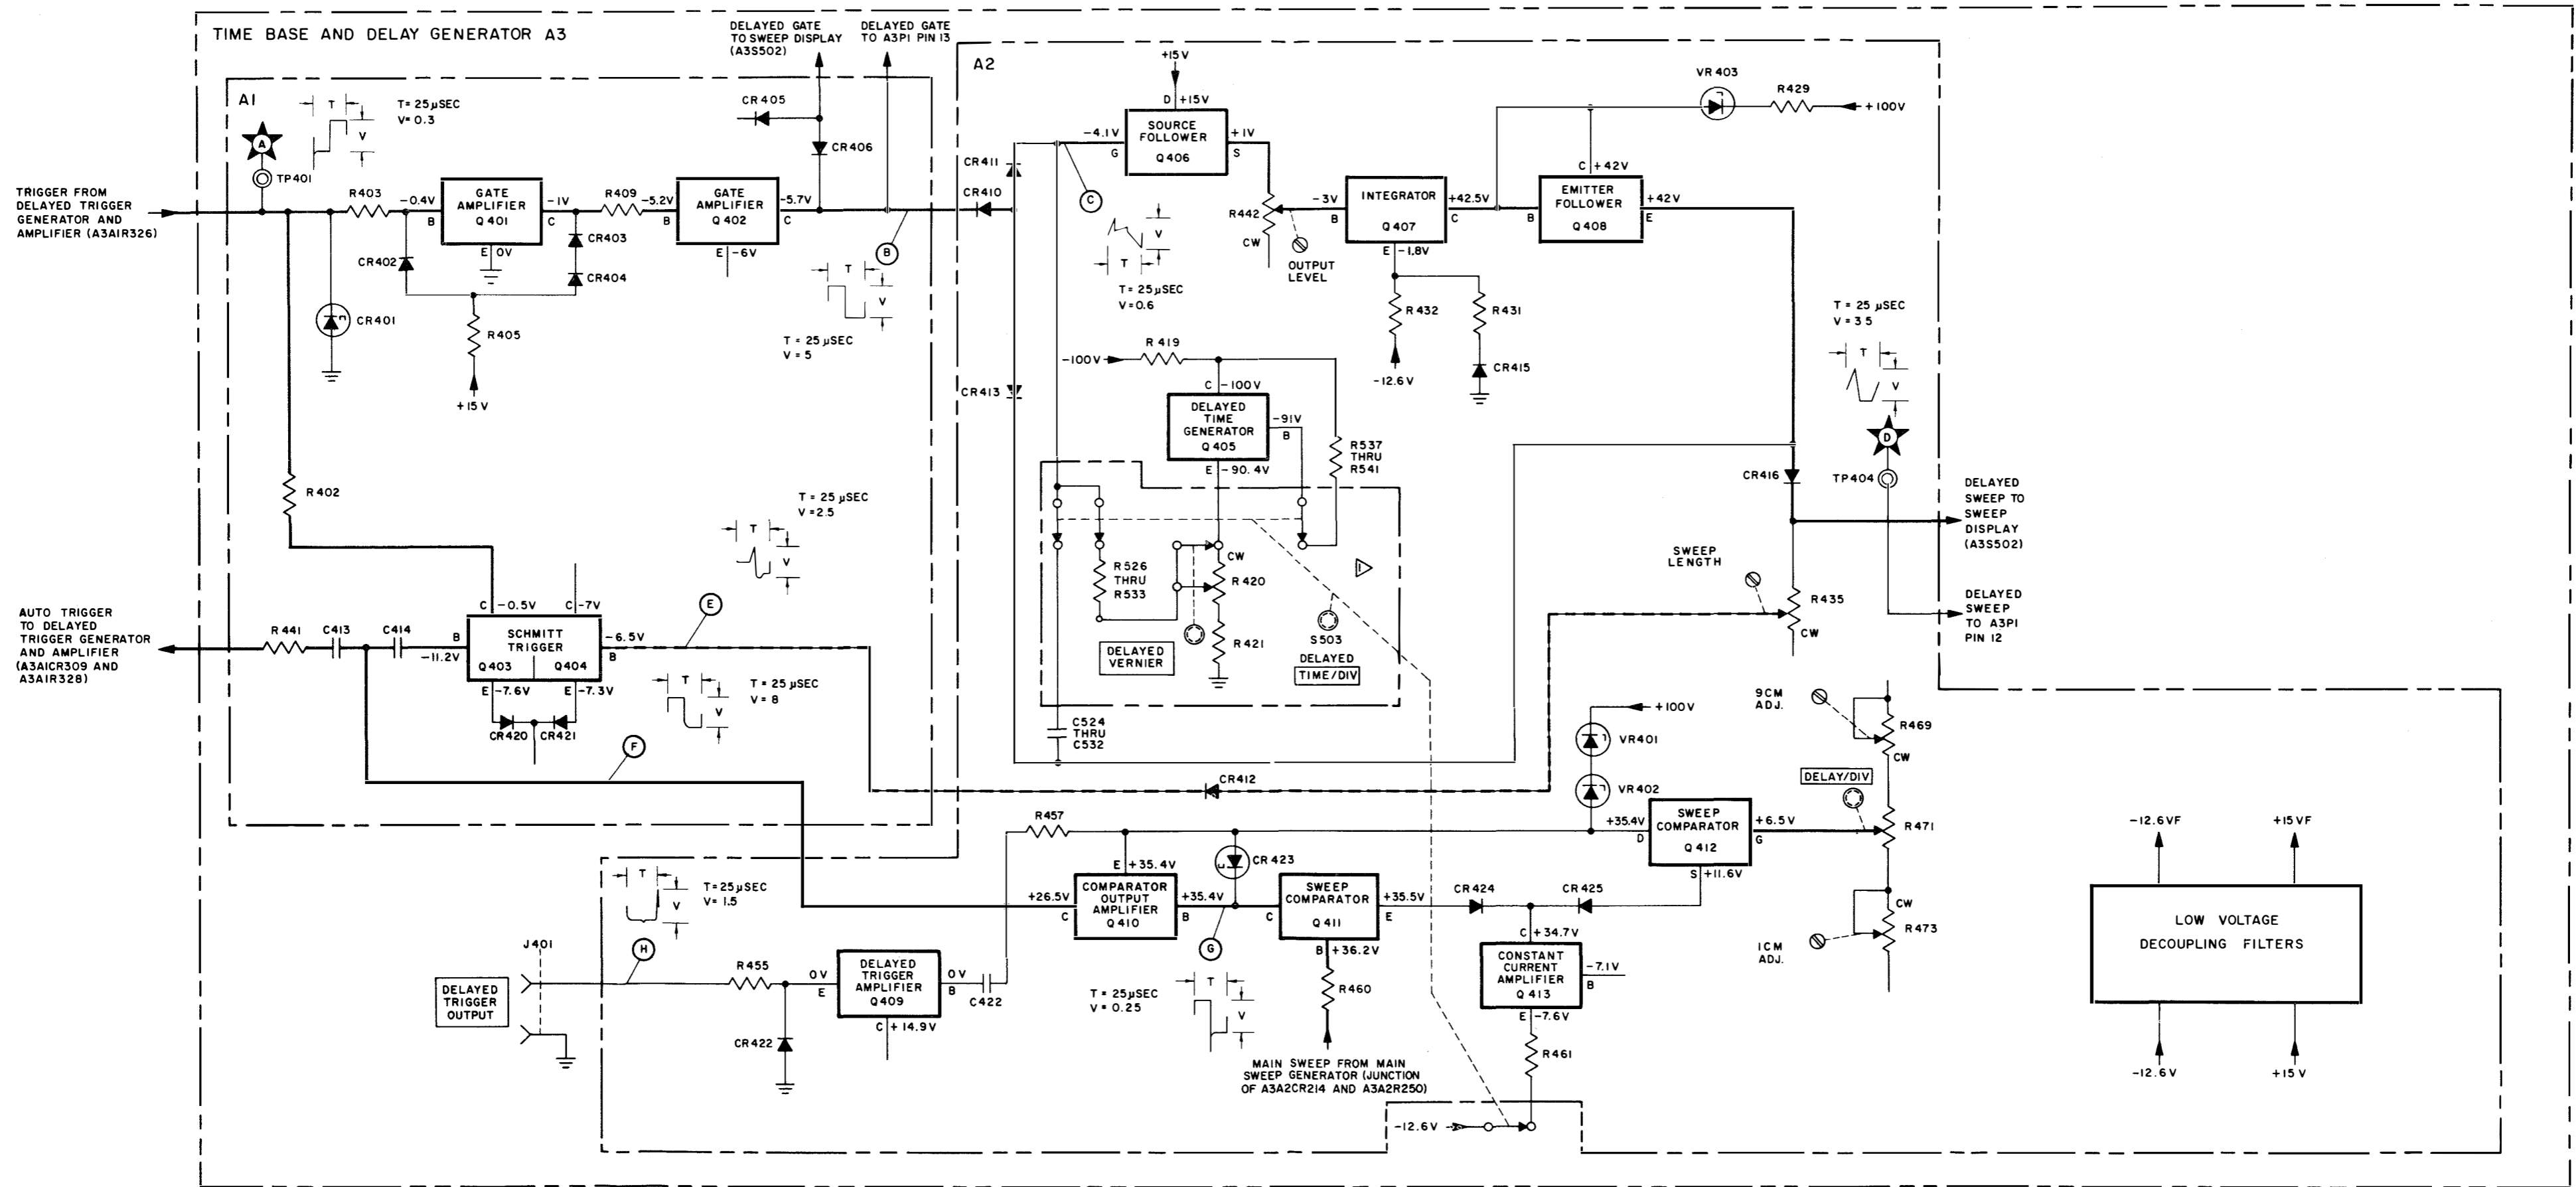 TIME BASE AND DELAY GENERATOR A3
DELAYED GATE
TO SWEEP DISPLAY
(A3S502)
DELAYED GATE
TO A3P1 PIN 13
A1
T
V
T= 25µSEC
V= 0.3
A
TP401
TRIGGER FROM
DELAYED TRIGGER
GENERATOR AND
AMPLIFIER (A3A1R326)
R403
-0.4V
B
GATE
AMPLIFIER
Q401
-1V
C
E 0V
R409
-5.2V
B
GATE
AMPLIFIER
Q402
-5.7V
C
E -6V
CR405
CR406
CR402
CR403
CR404
CR401
R405
+15V
B
T
V
T = 25µSEC
V = 5
R402
T = 25 µSEC
V =2.5
T
V
E
AUTO TRIGGER
TO DELAYED
TRIGGER GENERATOR
AND AMPLIFIER
(A3A1CR309 AND
A3A1R328)
R441
C413
C414
B
-11.2V
C -0.5V
C -7V
SCHMITT
TRIGGER
Q403
Q404
-6.5V
B
E -7.6V
E -7.3V
CR420
CR421
T
V
T = 25 µSEC
V = 8
F
A2
+15V
D +15V
-4.1V
G
SOURCE
FOLLOWER
Q406
+1V
S
CR411
CR410
CR413
C
V
T
T = 25µSEC
V=0.6
R442
CW
OUTPUT
LEVEL
-3V
B
INTEGRATOR
Q407
+42.5V
C
E -1.8V
B
C +42V
EMITTER
FOLLOWER
Q408
+42V
E
VR403
R429
+100V
R432
-12.6V
R431
CR415
-100V
R 419
C -100V
DELAYED
TIME
GENERATOR
Q405
-91V
B
E -90.4V
R537
THRU
R541
R526
THRU
R533
CW
R420
R421
DELAYED
VERNIER
S503
DELAYED
TIME/DIV
1
C524
THRU
C532
T = 25 µSEC
V = 3.5
T
V
D
TP404
CR416
DELAYED
SWEEP TO
SWEEP
DISPLAY
(A3S502)
SWEEP
LENGTH
R435
CW
DELAYED
SWEEP
TO A3P1
PIN 12
CR412
+100V
VR401
VR402
9CM
ADJ.
R469
CW
DELAY/DIV
R471
CW
R473
1CM
ADJ.
R457
+35.4V
D
SWEEP
COMPARATOR
Q412
+6.5V
G
S +11.6V
E +35.4V
+26.5V
C
COMPARATOR
OUTPUT
AMPLIFIER
Q410
+35.4V
B
CR423
G
C
SWEEP
COMPARATOR
Q411
+35.5V
E
B +36.2V
R460
CR424
CR425
C +34.7V
CONSTANT
CURRENT
AMPLIFIER
Q413
-7.1V
B
E -7.6V
R461
-12.6V
T
V
T = 25µSEC
V = 0.25
MAIN SWEEP FROM MAIN
SWEEP GENERATOR (JUNCTION
OF A3A2CR214 AND A3A2R250)
T
V
T=25µSEC
V= 1.5
H
J401
DELAYED
TRIGGER
OUTPUT
R455
CR422
0V
E
DELAYED
TRIGGER
AMPLIFIER
Q409
0V
B
C422
C +14.9V
-12.6VF
+15VF
LOW VOLTAGE
DECOUPLING FILTERS
-12.6V
+15V